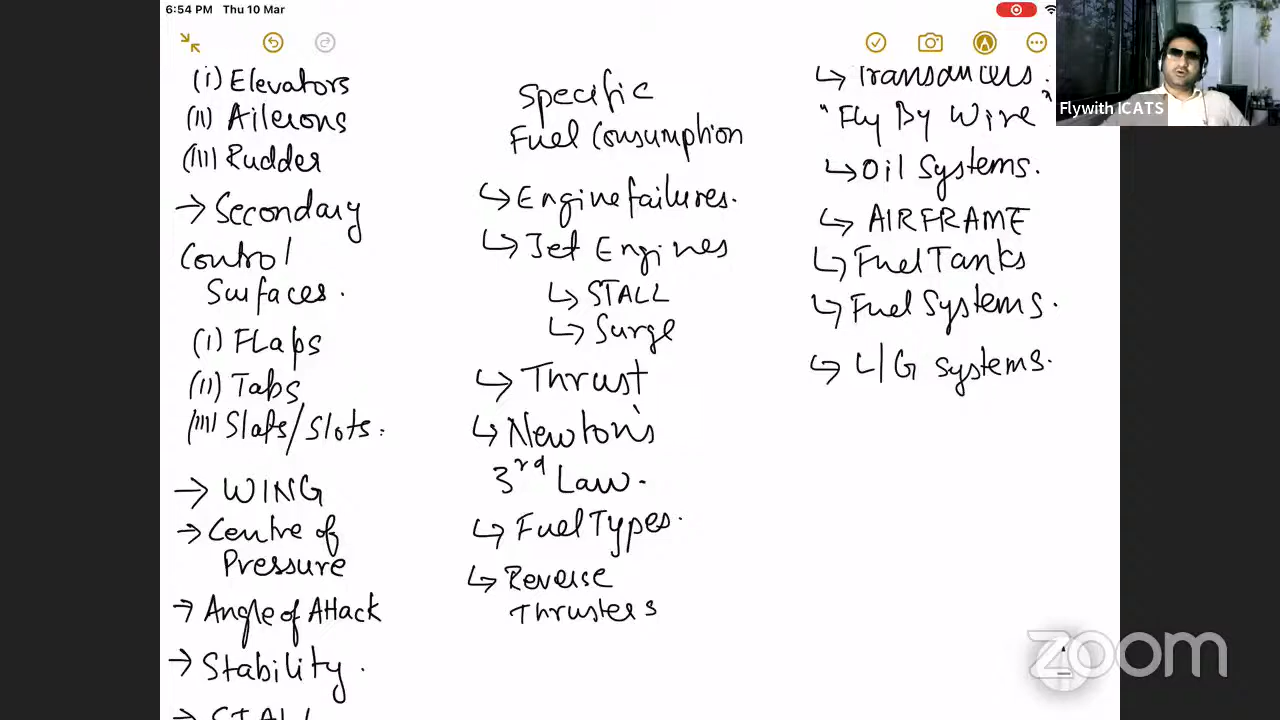 6:54 PM Thu 10 Mar
(i) Elevators
(ii) Ailerons
(iii) Rudder
→ Secondary
Control
Surfaces.
(i) FLaps
(ii) Tabs
(iii) Slats/Slots.
→ WING
→ Centre of
Pressure
→ Angle of Attack
→ Stability.
→ STALL
Specific
Fuel Consumption
↳ Engine failures.
↳ Jet Engines
↳ STALL
↳ Surge
↳ Thrust
↳ Newton's
3rd Law.
↳ Fuel Types.
↳ Reverse
Thrusters
↳ Transducers.
"Fly By Wire"
↳ Oil Systems.
↳ AIRFRAME
↳ Fuel Tanks
↳ Fuel Systems.
↳ L/G systems.
Flywith ICATS
zoom